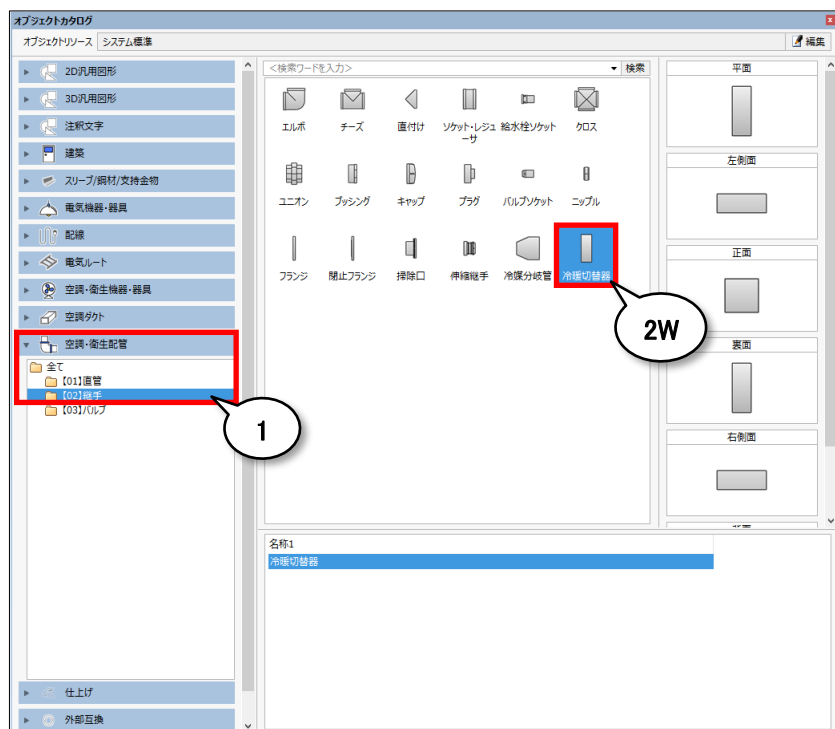 オブジェクトカタログ
オブジェクトリソース システム標準 編集
2D汎用図形
3D汎用図形
注釈文字
建築
スリーブ/鋼材/支持金物
電気機器・器具
配線
電気ルート
空調・衛生機器・器具
空調ダクト
空調・衛生配管
全て
【01】直管
【02】継手
【03】バルブ
1
仕上げ
外部互換
<検索ワードを入力> 検索
エルボ チーズ 直付け ソケット・レジュ 給水栓ソケット クロス
ーサ
ユニオン ブッシング キャップ プラグ バルブソケット ニップル
フランジ 閉止フランジ 掃除口 伸縮継手 冷媒分岐管 冷暖切替器
2W
名称1
冷暖切替器
平面
左側面
正面
裏面
右側面